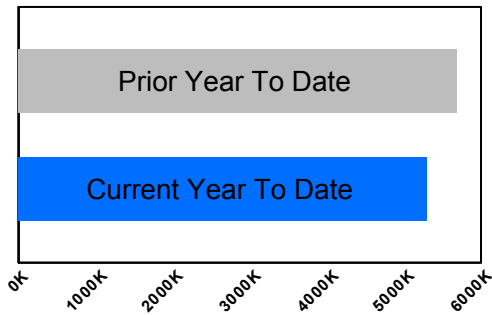 Prior Year To Date
Current Year To Date
0K
1000K
2000K
3000K
4000K
5000K
6000K